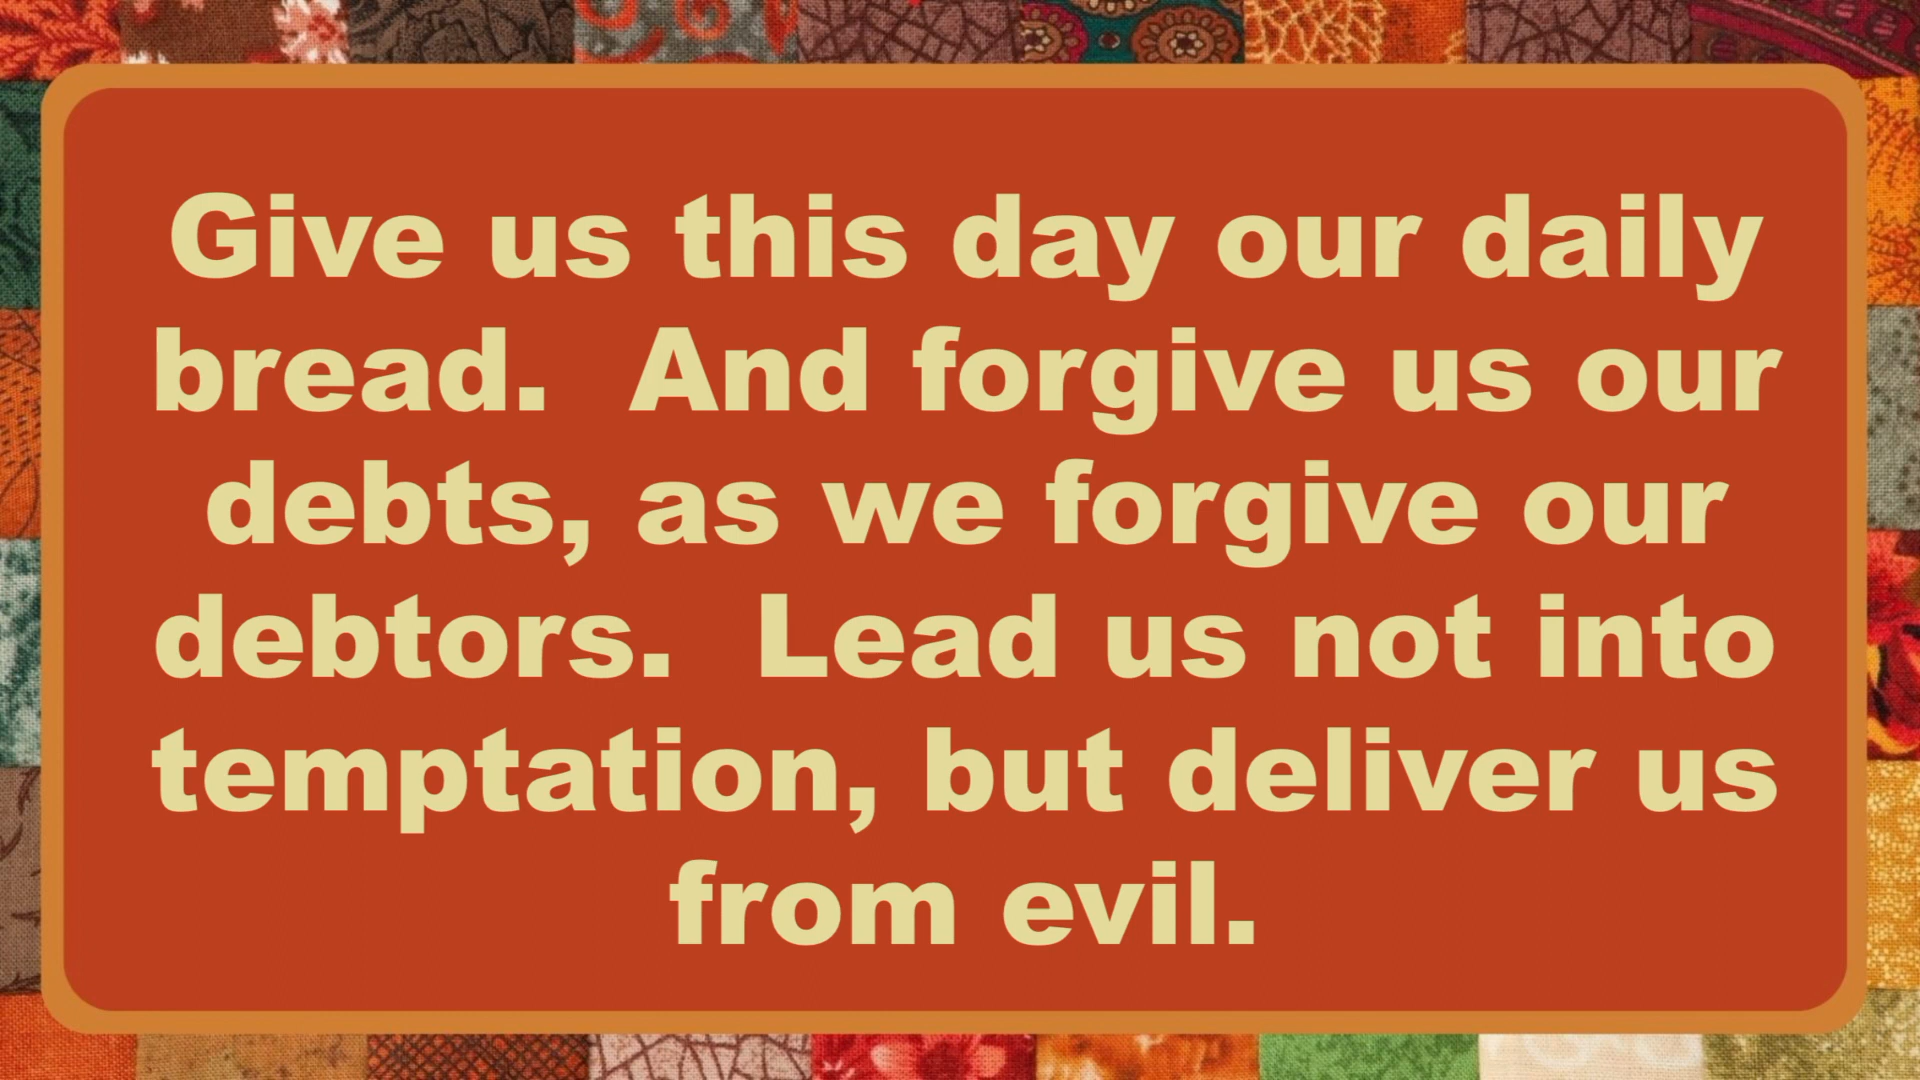 Give us this day our daily
bread.  And forgive us our
debts, as we forgive our
debtors.  Lead us not into
temptation, but deliver us
from evil.